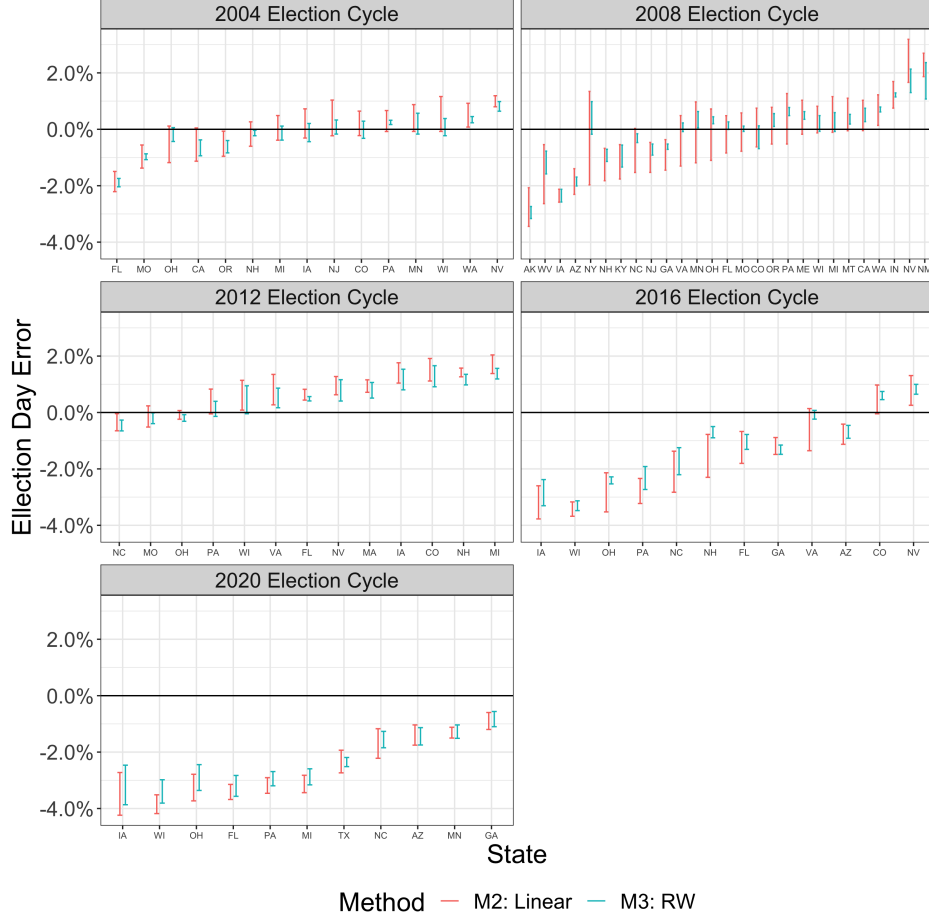 2004 Election Cycle
2008 Election Cycle
2.0%
0.0%
-2.0%
-4.0%
FL MO OH CA OR NH MI IA NJ CO PA MN WI WA NV
AK WV IA AZ NY NH KY NC NJ GA VA MN OH FL MO CO OR PA ME WI MI MT CA WA IN NV NM
2012 Election Cycle
2016 Election Cycle
2.0%
0.0%
-2.0%
-4.0%
NC MO OH PA WI VA FL NV MA IA CO NH MI
IA WI OH PA NC NH FL GA VA AZ CO NV
Ellection Day Error
2020 Election Cycle
2.0%
0.0%
-2.0%
-4.0%
IA WI OH FL PA MI TX NC AZ MN GA
State
Method M2: Linear M3: RW